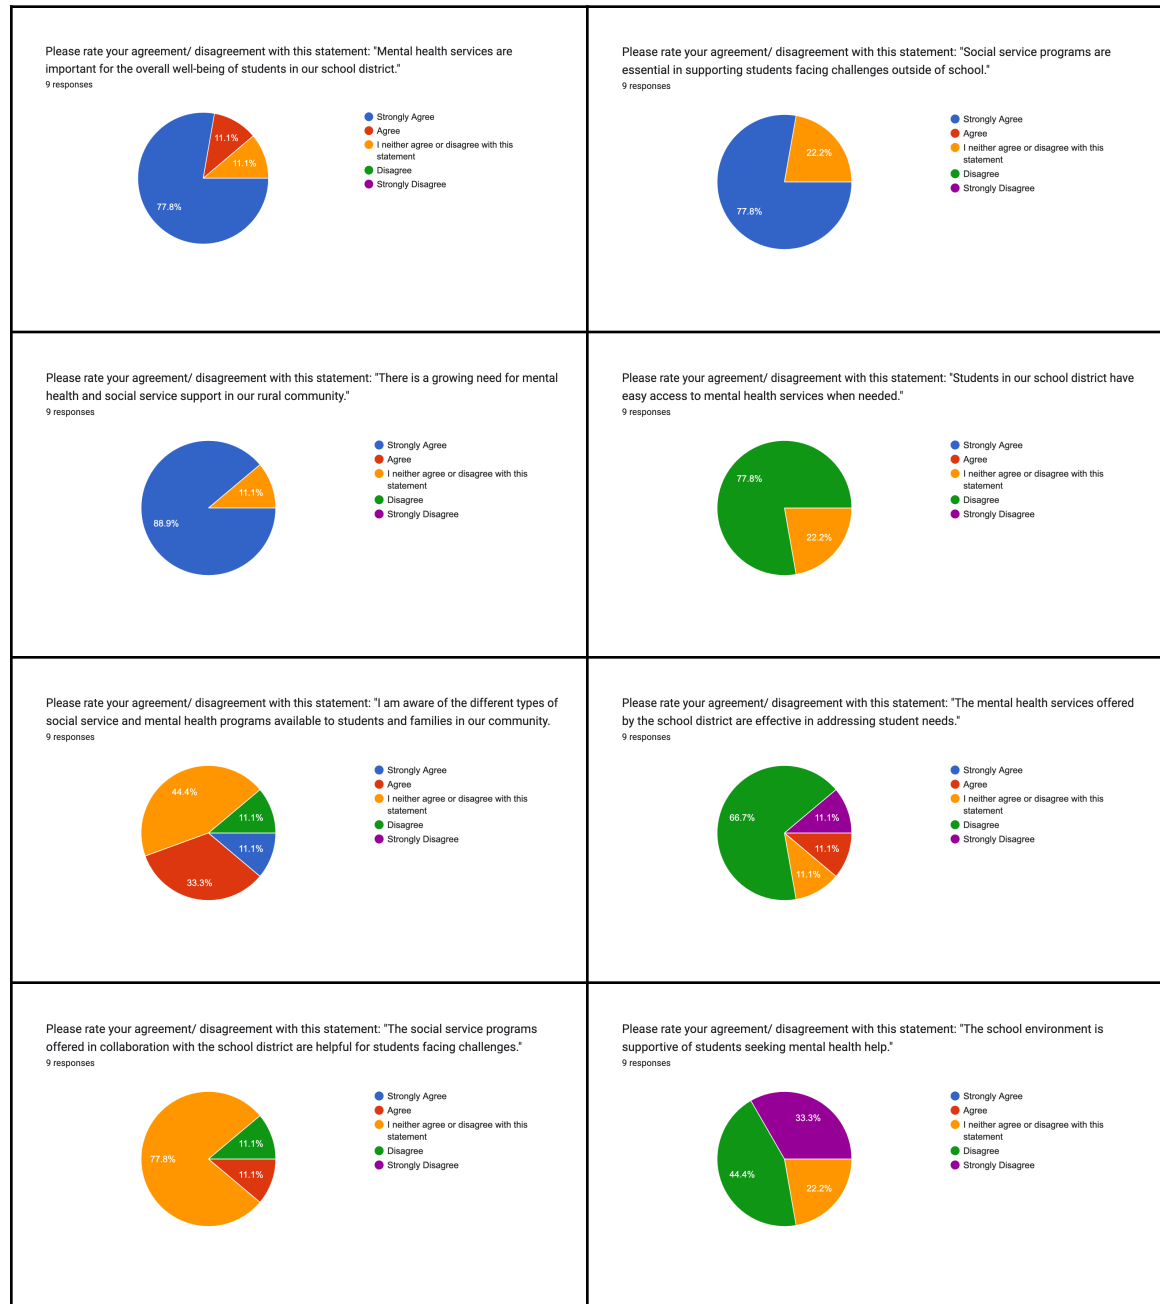 Please rate your agreement/ disagreement with this statement: "Mental health services are
important for the overall well-being of students in our school district."
9 responses
11.1%
11.1%
77.8%
Strongly Agree
Agree
I neither agree or disagree with this
statement
Disagree
Strongly Disagree
Please rate your agreement/ disagreement with this statement: "Social service programs are
essential in supporting students facing challenges outside of school."
9 responses
22.2%
77.8%
Strongly Agree
Agree
I neither agree or disagree with this
statement
Disagree
Strongly Disagree
Please rate your agreement/ disagreement with this statement: "There is a growing need for mental
health and social service support in our rural community."
9 responses
11.1%
88.9%
Strongly Agree
Agree
I neither agree or disagree with this
statement
Disagree
Strongly Disagree
Please rate your agreement/ disagreement with this statement: "Students in our school district have
easy access to mental health services when needed."
9 responses
77.8%
22.2%
Strongly Agree
Agree
I neither agree or disagree with this
statement
Disagree
Strongly Disagree
Please rate your agreement/ disagreement with this statement: "I am aware of the different types of
social service and mental health programs available to students and families in our community.
9 responses
44.4%
11.1%
11.1%
33.3%
Strongly Agree
Agree
I neither agree or disagree with this
statement
Disagree
Strongly Disagree
Please rate your agreement/ disagreement with this statement: "The mental health services offered
by the school district are effective in addressing student needs."
9 responses
66.7%
11.1%
11.1%
11.1%
Strongly Agree
Agree
I neither agree or disagree with this
statement
Disagree
Strongly Disagree
Please rate your agreement/ disagreement with this statement: "The social service programs
offered in collaboration with the school district are helpful for students facing challenges."
9 responses
11.1%
77.8%
11.1%
Strongly Agree
Agree
I neither agree or disagree with this
statement
Disagree
Strongly Disagree
Please rate your agreement/ disagreement with this statement: "The school environment is
supportive of students seeking mental health help."
9 responses
33.3%
44.4%
22.2%
Strongly Agree
Agree
I neither agree or disagree with this
statement
Disagree
Strongly Disagree